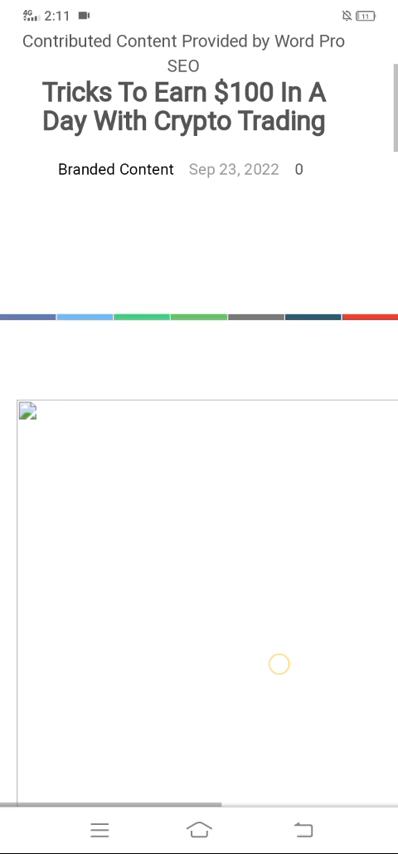 4G 2:11 11
Contributed Content Provided by Word Pro
SEO
Tricks To Earn $100 In A
Day With Crypto Trading
Branded Content Sep 23, 2022 0